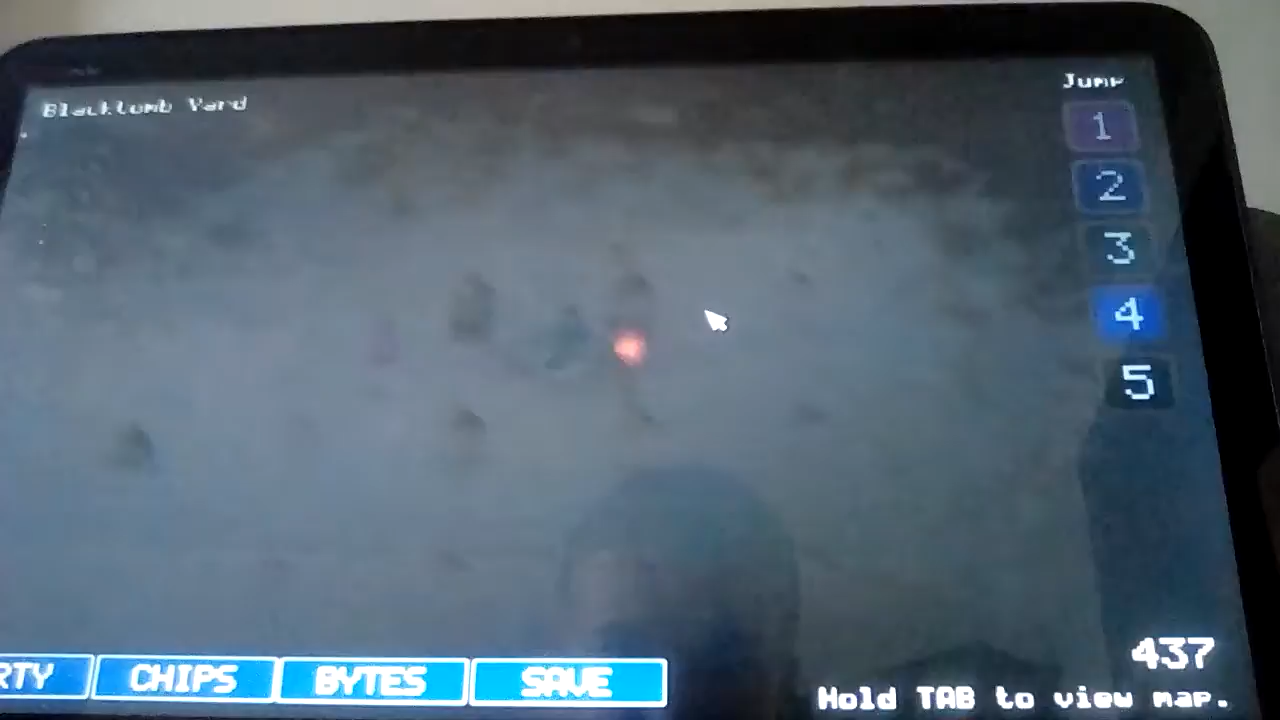 Blacktomb Yard
Jump
1
2
3
4
5
437
RTY
CHIPS
BYTES
SAVE
Hold TAB to view map.